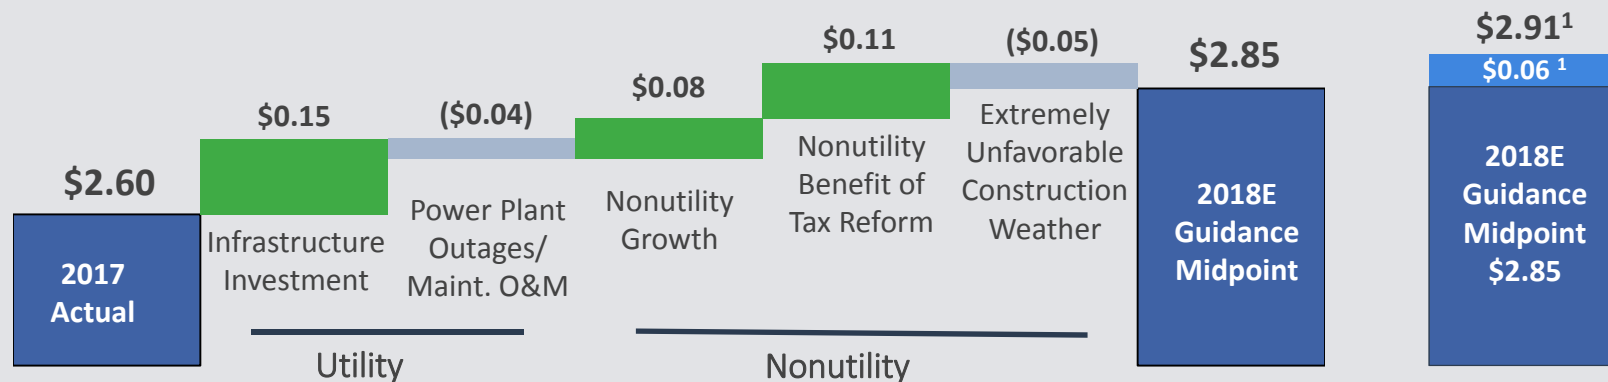 $2.60
2017
Actual
$0.15
Infrastructure
Investment
($0.04)
Power Plant
Outages/
Maint. O&M
Utility
$0.08
Nonutility
Growth
$0.11
Nonutility
Benefit of
Tax Reform
($0.05)
Extremely
Unfavorable
Construction
Weather
Nonutility
$2.85
2018E
Guidance
Midpoint
$2.91¹
$0.06 ¹
2018E
Guidance
Midpoint
$2.85